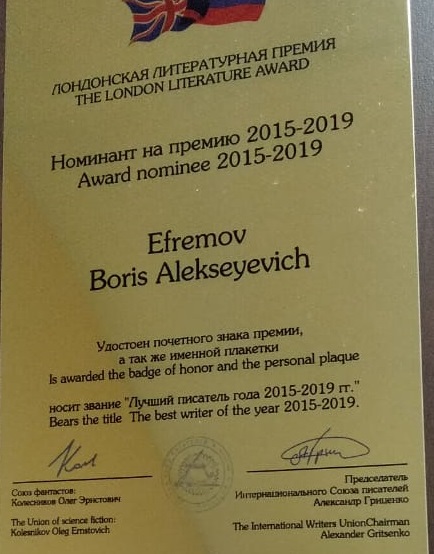 ЛОНДОНСКАЯ ЛИТЕРАТУРНАЯ ПРЕМИЯ
THE LONDON LITERATURE AWARD
Номинант на премию 2015-2019
Award nominee 2015-2019
Efremov
Boris Alekseyevich
Удостоен почетного знака премии,
а так же именной плакетки
Is awarded the badge of honor and the personal plaque
носит звание "Лучший писатель года 2015-2019 гг."
Bears the title The best writer of the year 2015-2019.
Союз фантастов:
Колесников Олег Эрнстович
The Union of science fiction:
Kolesnikov Oleg Ernstovich
Председатель
Интернационального Союза писателей
Александр Гриценко
The International Writers UnionChairman
Alexander Gritsenko